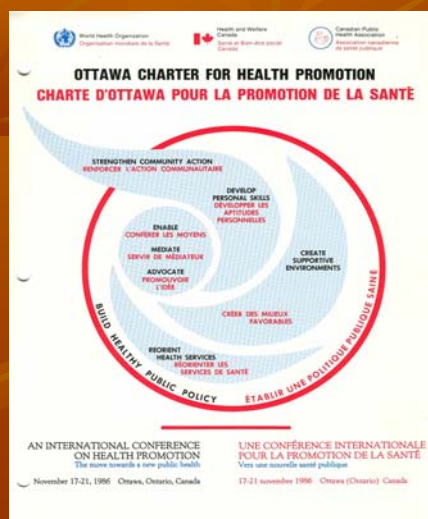 World Health Organization
Organisation mondiale de la Santé
Health and Welfare
Canada
Santé et Bien-être social
Canada
Canadian Public
Health Association
Association canadienne
de santé publique
OTTAWA CHARTER FOR HEALTH PROMOTION
CHARTE D'OTTAWA POUR LA PROMOTION DE LA SANTÉ
STRENGTHEN COMMUNITY ACTION
RENFORCER L'ACTION COMMUNAUTAIRE
DEVELOP
PERSONAL SKILLS
DÉVELOPPER LES
APTITUDES
PERSONNELLES
ENABLE
CONFÉRER LES MOYENS
MEDIATE
SERVIR DE MÉDIATEUR
ADVOCATE
PROMOUVOIR
L'IDÉE
CREATE
SUPPORTIVE
ENVIRONMENTS
CRÉER DES MILIEUX
FAVORABLES
REORIENT
HEALTH SERVICES
RÉORIENTER LES
SERVICES DE SANTÉ
BUILD HEALTHY PUBLIC POLICY
ÉTABLIR UNE POLITIQUE PUBLIQUE SAINE
AN INTERNATIONAL CONFERENCE
ON HEALTH PROMOTION
The move towards a new public health
November 17-21, 1986 Ottawa, Ontario, Canada
UNE CONFÉRENCE INTERNATIONALE
POUR LA PROMOTION DE LA SANTÉ
Vers une nouvelle santé publique
17-21 novembre 1986 Ottawa (Ontario) Canada